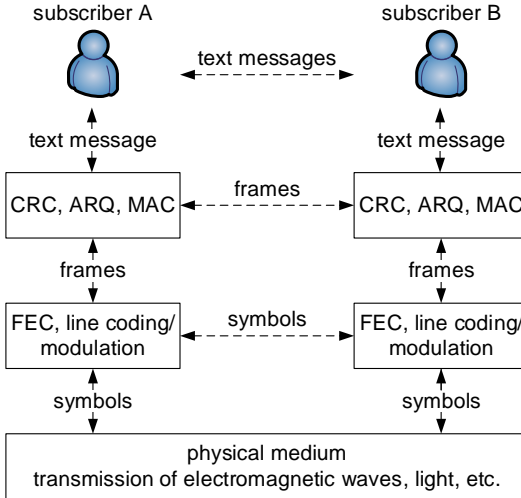 subscriber A
subscriber B
text messages
text message
text message
CRC, ARQ, MAC
frames
CRC, ARQ, MAC
frames
frames
FEC, line coding/
modulation
symbols
FEC, line coding/
modulation
symbols
symbols
physical medium
transmission of electromagnetic waves, light, etc.